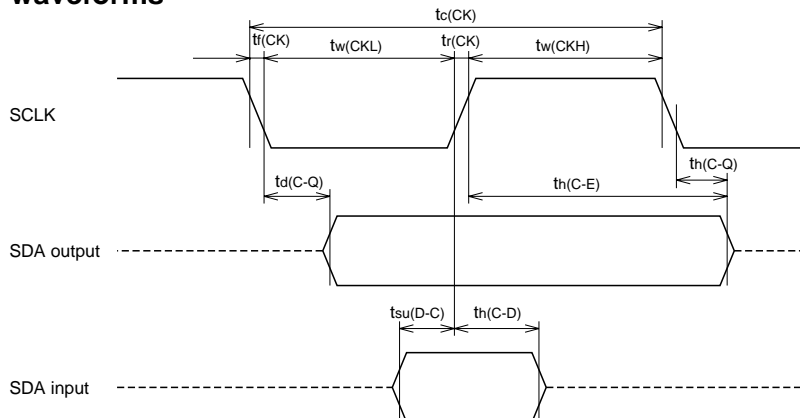 waveforms
tc(CK)
tf(CK) tw(CKL) tr(CK) tw(CKH)
SCLK
td(C-Q) th(C-E) th(C-Q)
SDA output
tsu(D-C) th(C-D)
SDA input